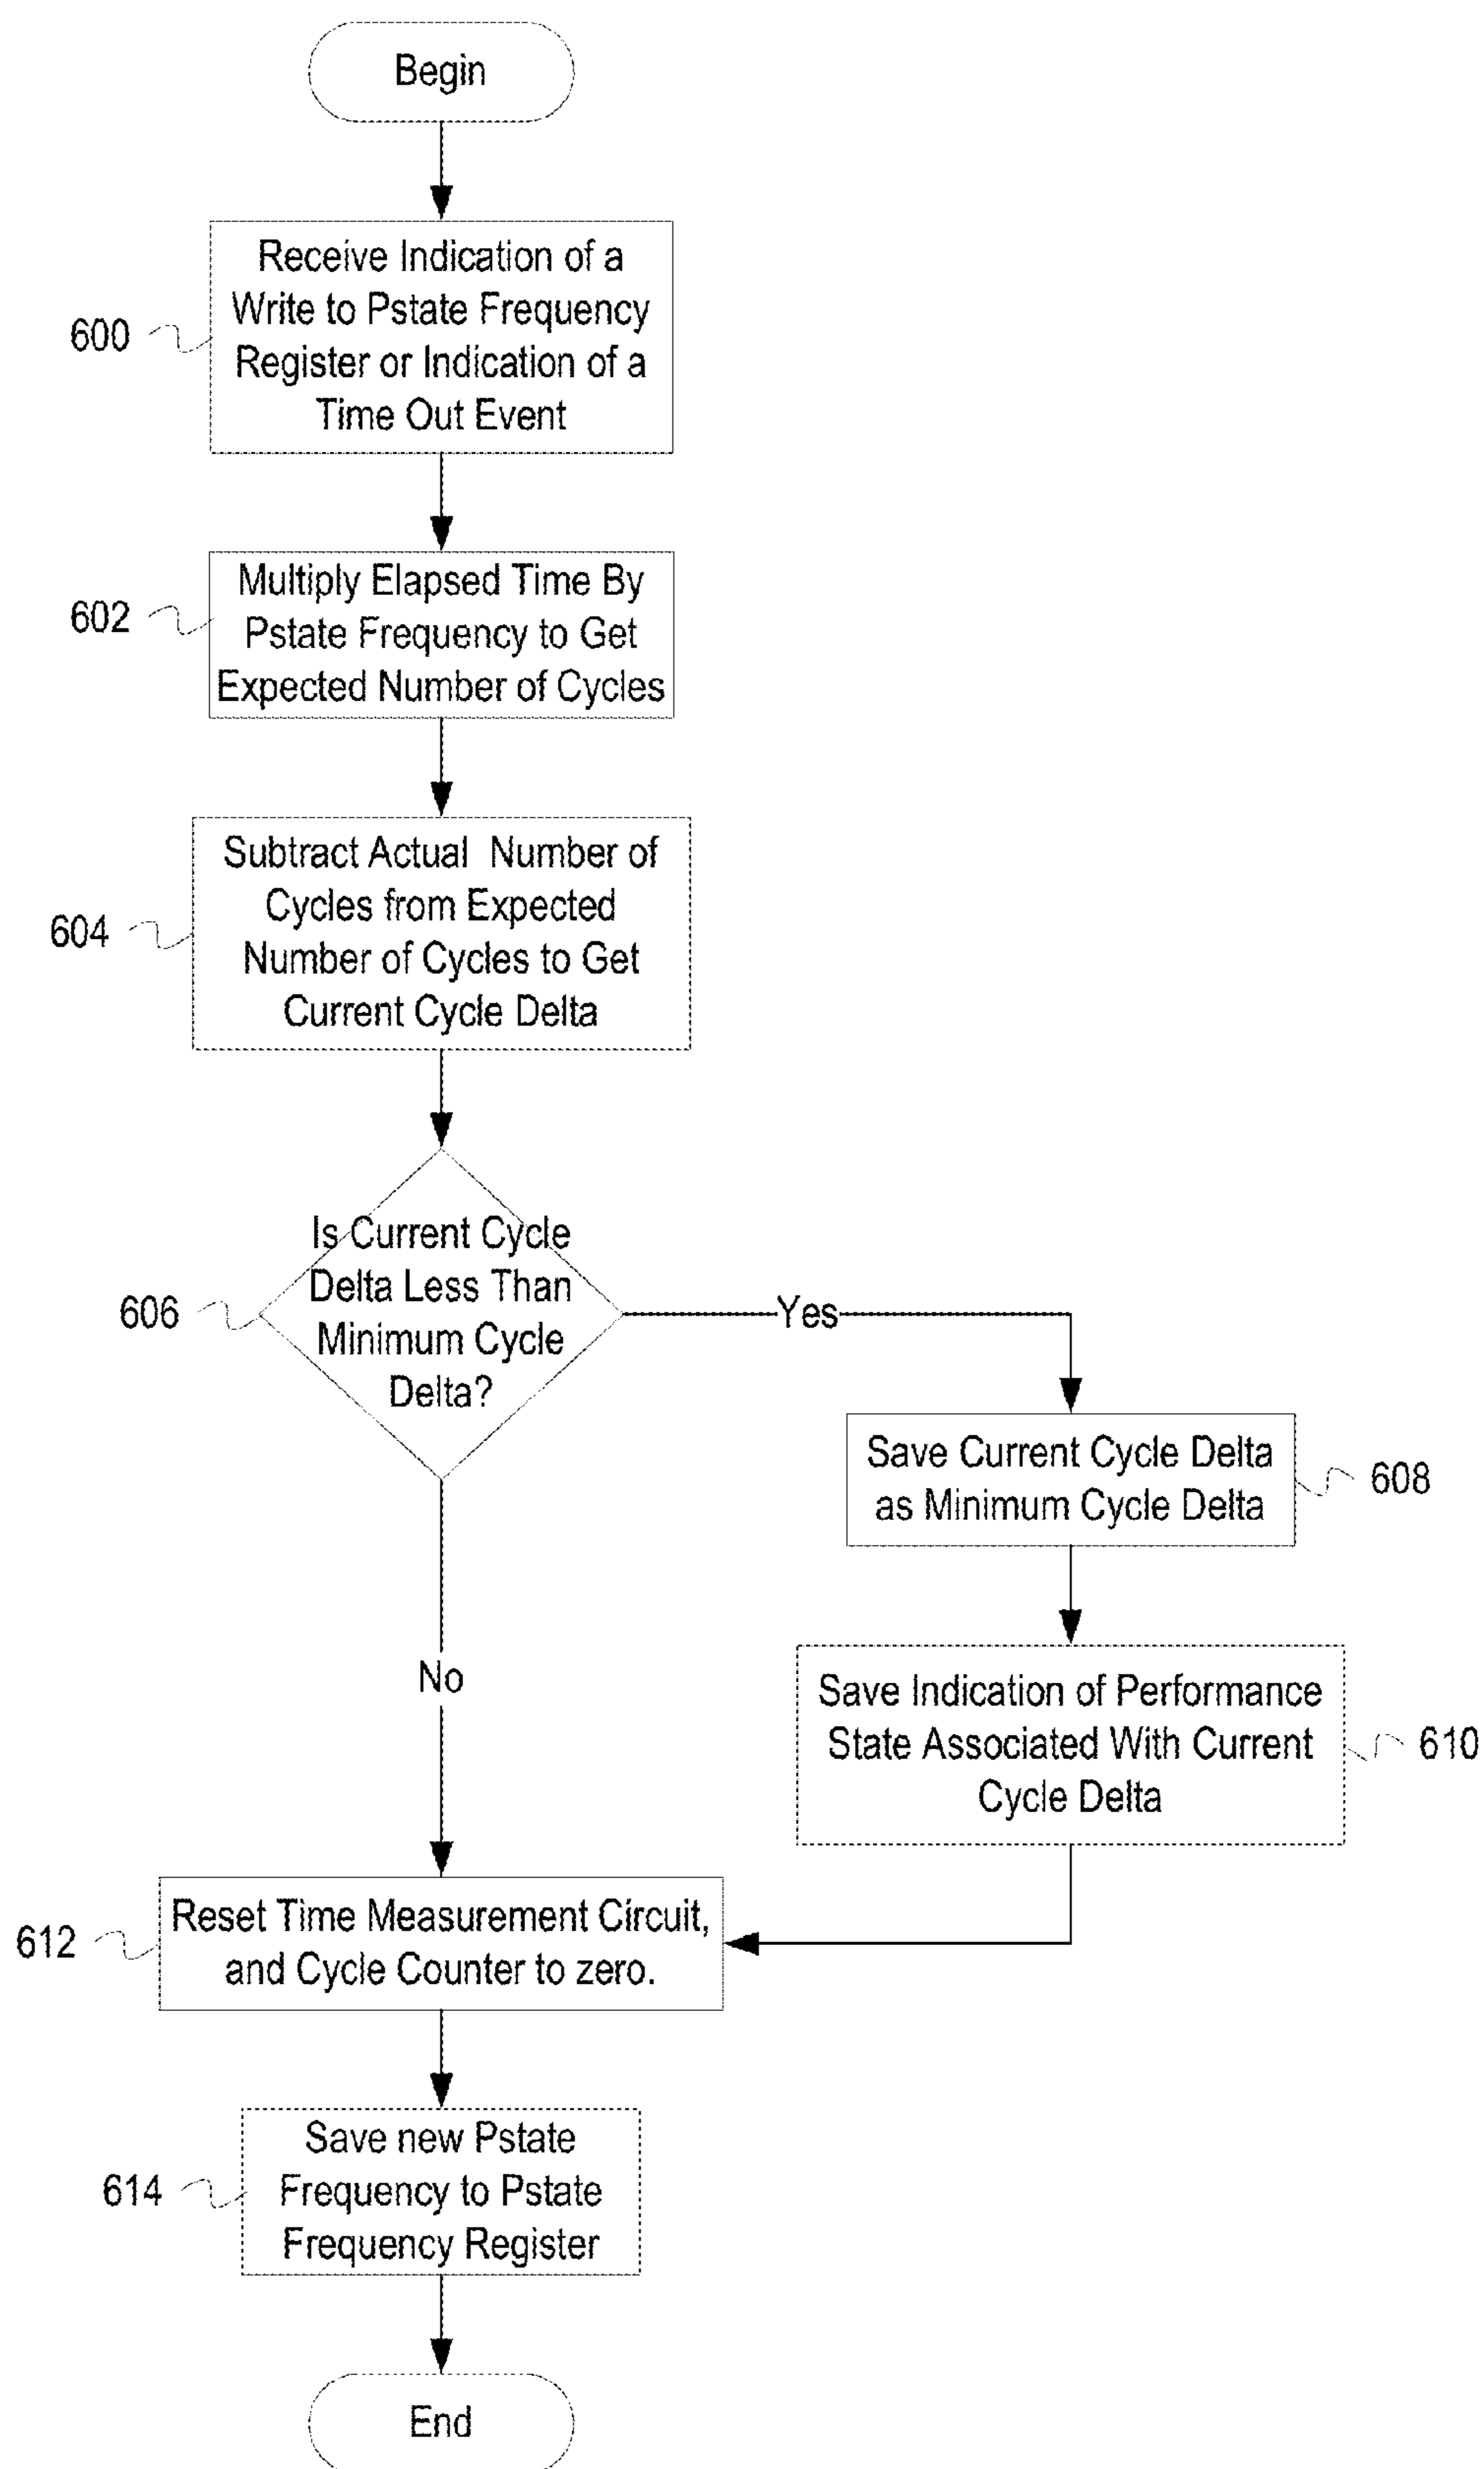 Begin
600
Receive Indication of a
Write to Pstate Frequency
Register or Indication of a
Time Out Event
602
Multiply Elapsed Time By
Pstate Frequency to Get
Expected Number of Cycles
604
Subtract Actual Number of
Cycles from Expected
Number of Cycles to Get
Current Cycle Delta
606
Is Current Cycle
Delta Less Than
Minimum Cycle
Delta?
Yes
Save Current Cycle Delta
as Minimum Cycle Delta
608
No
Save Indication of Performance
State Associated With Current
Cycle Delta
610
612
Reset Time Measurement Circuit,
and Cycle Counter to zero.
614
Save new Pstate
Frequency to Pstate
Frequency Register
End